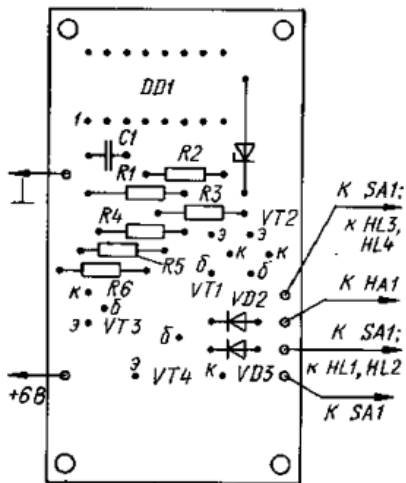 DD1
1
C1
R2
R1
R3
К SA1;
к HL3,
HL4
R4
VT2
э
э
к
к
R5
б
б
К HA1
R6
VT1
VD2
к
б
К SA1;
э
VT3
б
к HL1, HL2
э
VT4
к
VD3
+6В
К SA1